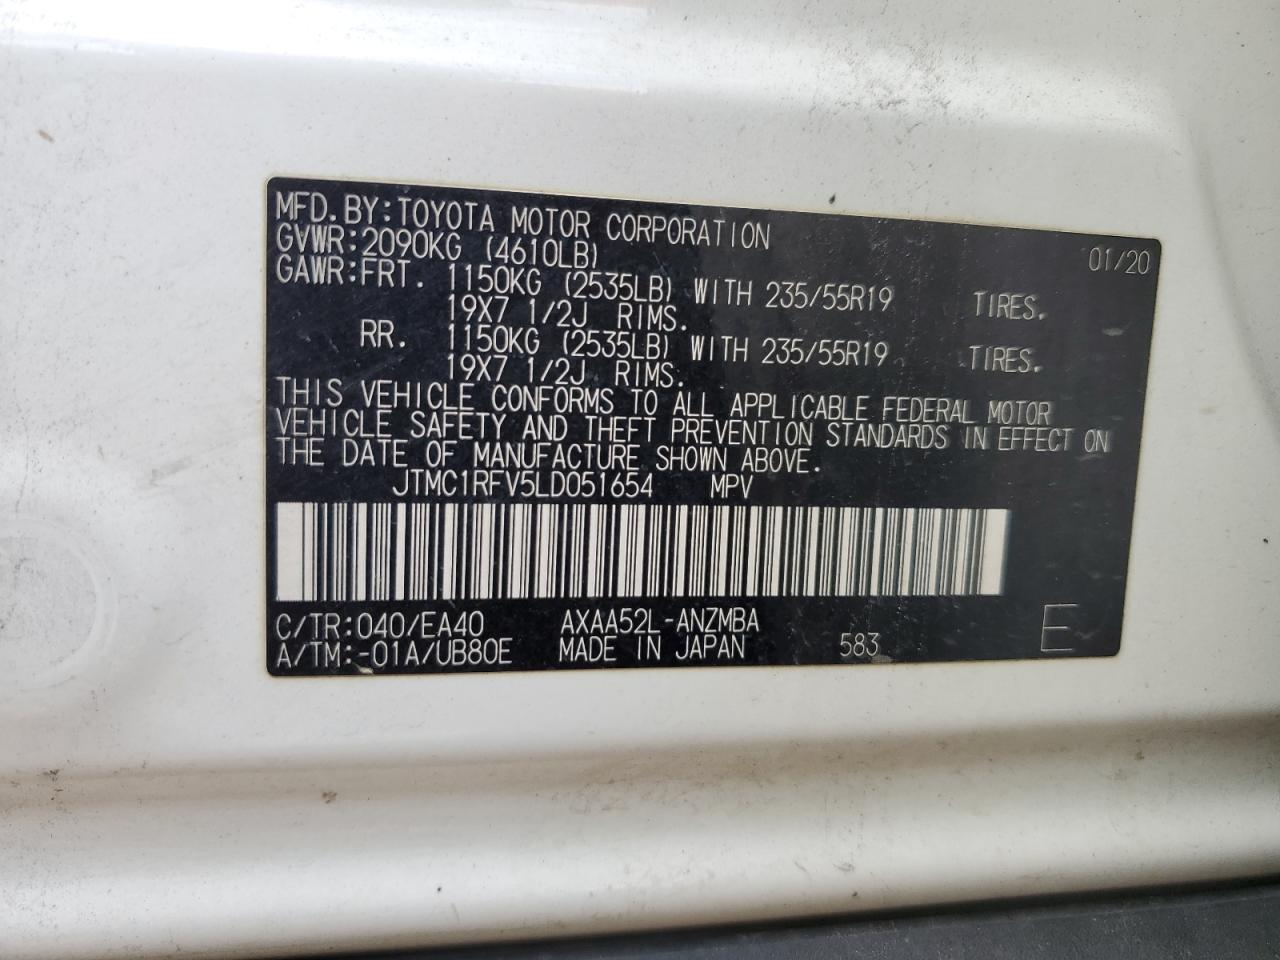 MFD.BY:TOYOTA MOTOR CORPORATION 01/20
GVWR:2090KG (4610LB)
GAWR:FRT. 1150KG (2535LB) WITH 235/55R19 TIRES.
19X7 1/2J RIMS.
RR. 1150KG (2535LB) WITH 235/55R19 TIRES.
19X7 1/2J RIMS.
THIS VEHICLE CONFORMS TO ALL APPLICABLE FEDERAL MOTOR
VEHICLE SAFETY AND THEFT PREVENTION STANDARDS IN EFFECT ON
THE DATE OF MANUFACTURE SHOWN ABOVE.
JTMC1RFV5LD051654 MPV
C/TR:040/EA40 AXAA52L-ANZMBA
A/TM:-01A/UB80E MADE IN JAPAN 583 E